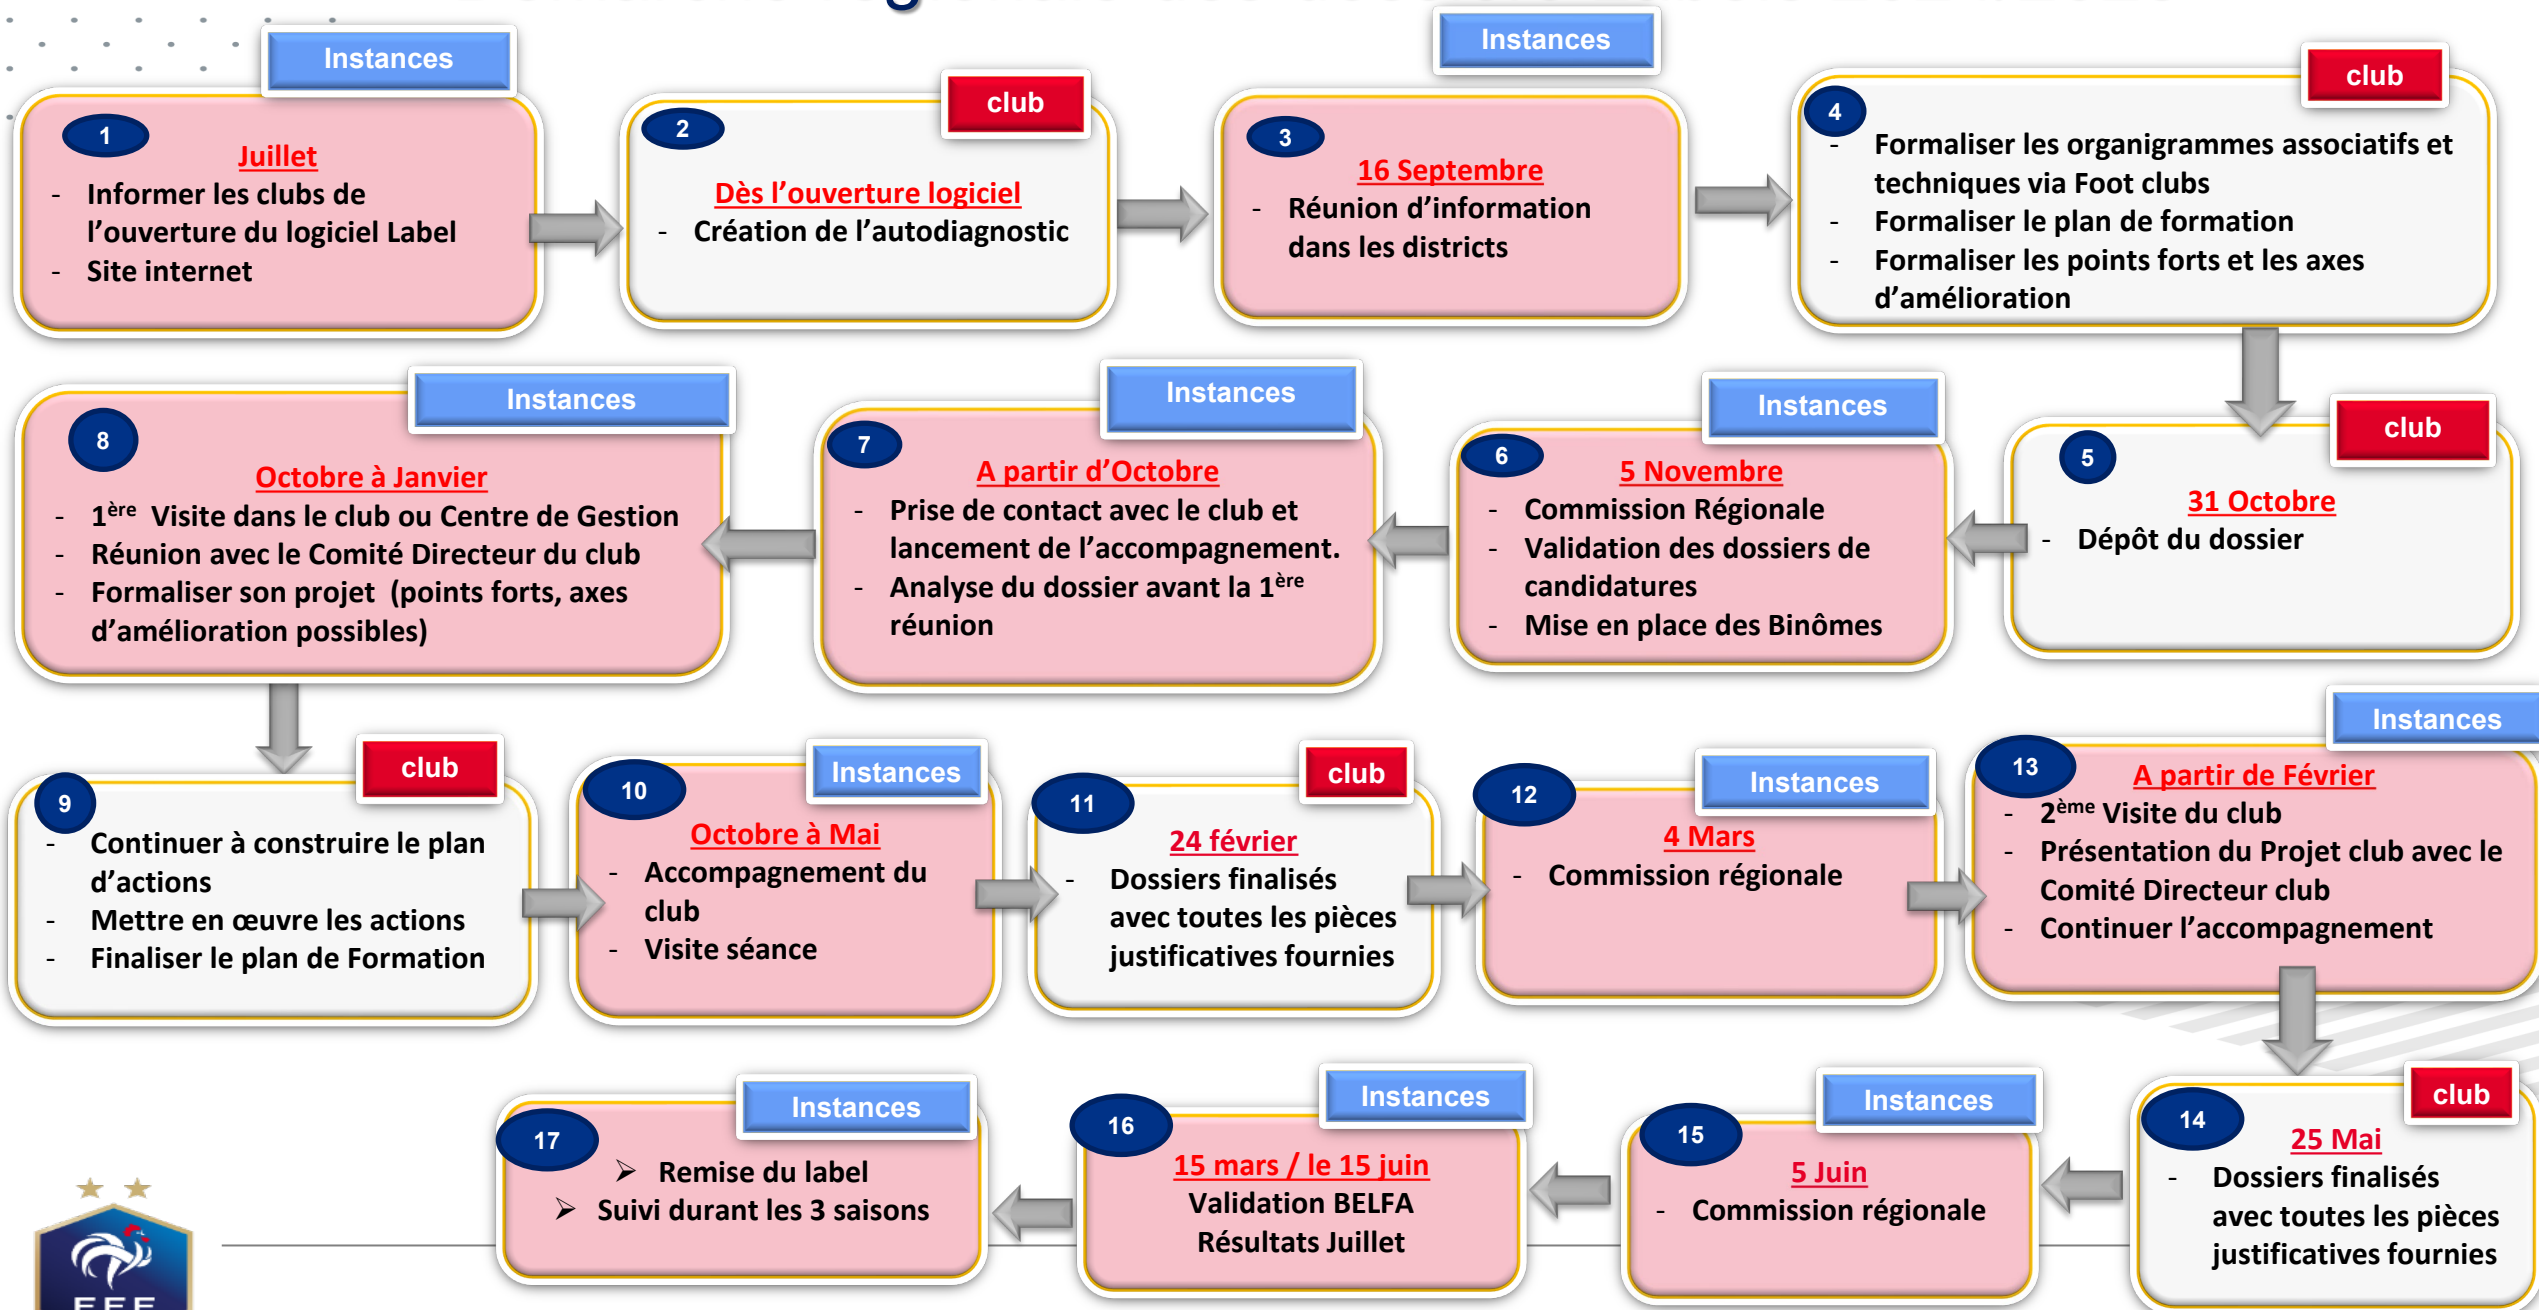 Instances
1
Juillet
- Informer les clubs de
l’ouverture du logiciel Label
- Site internet
club
2
Dès l’ouverture logiciel
- Création de l’autodiagnostic
Instances
3
16 Septembre
- Réunion d’information
dans les districts
club
4
- Formaliser les organigrammes associatifs et
techniques via Foot clubs
- Formaliser le plan de formation
- Formaliser les points forts et les axes
d’amélioration
club
5
31 Octobre
- Dépôt du dossier
Instances
6
5 Novembre
- Commission Régionale
- Validation des dossiers de
candidatures
- Mise en place des Binômes
Instances
7
A partir d’Octobre
- Prise de contact avec le club et
lancement de l’accompagnement.
- Analyse du dossier avant la 1ère
réunion
Instances
8
Octobre à Janvier
- 1ère Visite dans le club ou Centre de Gestion
- Réunion avec le Comité Directeur du club
- Formaliser son projet (points forts, axes
d’amélioration possibles)
club
9
- Continuer à construire le plan
d’actions
- Mettre en œuvre les actions
- Finaliser le plan de Formation
Instances
10
Octobre à Mai
- Accompagnement du
club
- Visite séance
club
11
24 février
- Dossiers finalisés
avec toutes les pièces
justificatives fournies
Instances
12
4 Mars
- Commission régionale
Instances
13
A partir de Février
- 2ème Visite du club
- Présentation du Projet club avec le
Comité Directeur club
- Continuer l’accompagnement
club
14
25 Mai
- Dossiers finalisés
avec toutes les pièces
justificatives fournies
Instances
15
5 Juin
- Commission régionale
Instances
16
15 mars / le 15 juin
Validation BELFA
Résultats Juillet
Instances
17
➢ Remise du label
➢ Suivi durant les 3 saisons
FFF